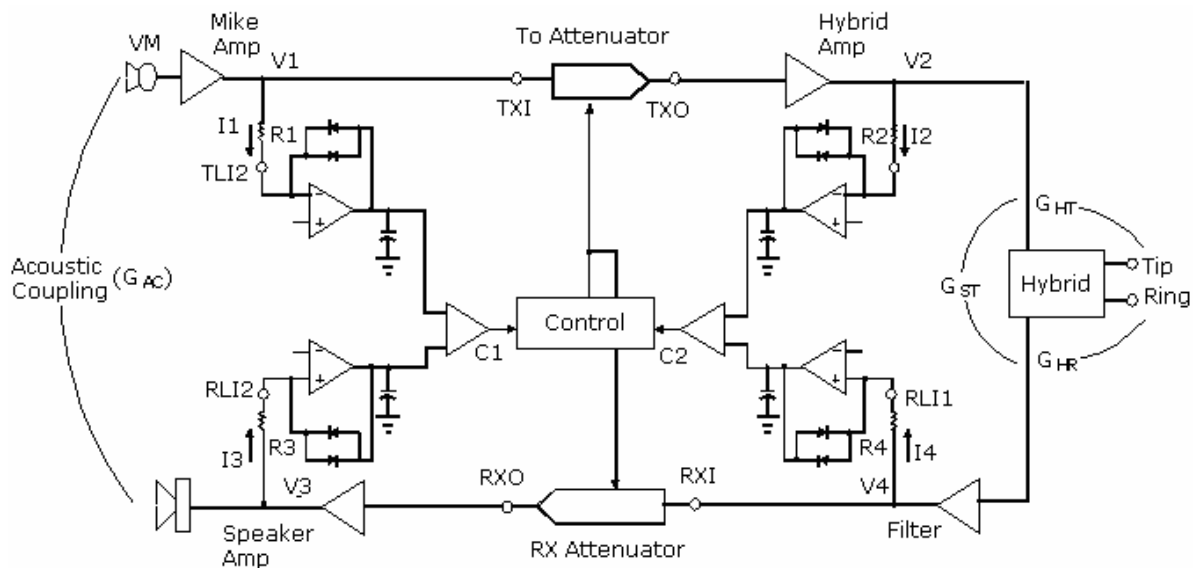 Mike
Amp
VM
V1
To Attenuator
Hybrid
Amp
V2
TXI
TXO
I1
R1
R2
I2
TLI2
−
+
−
+
G HT
Acoustic
Coupling
(G AC)
Control
C1
C2
G ST
Hybrid
Tip
Ring
G HR
−
+
−
+
RLI2
RLI1
I3
R3
R4
I4
V3
RXO
RXI
V4
Speaker
Amp
RX Attenuator
Filter